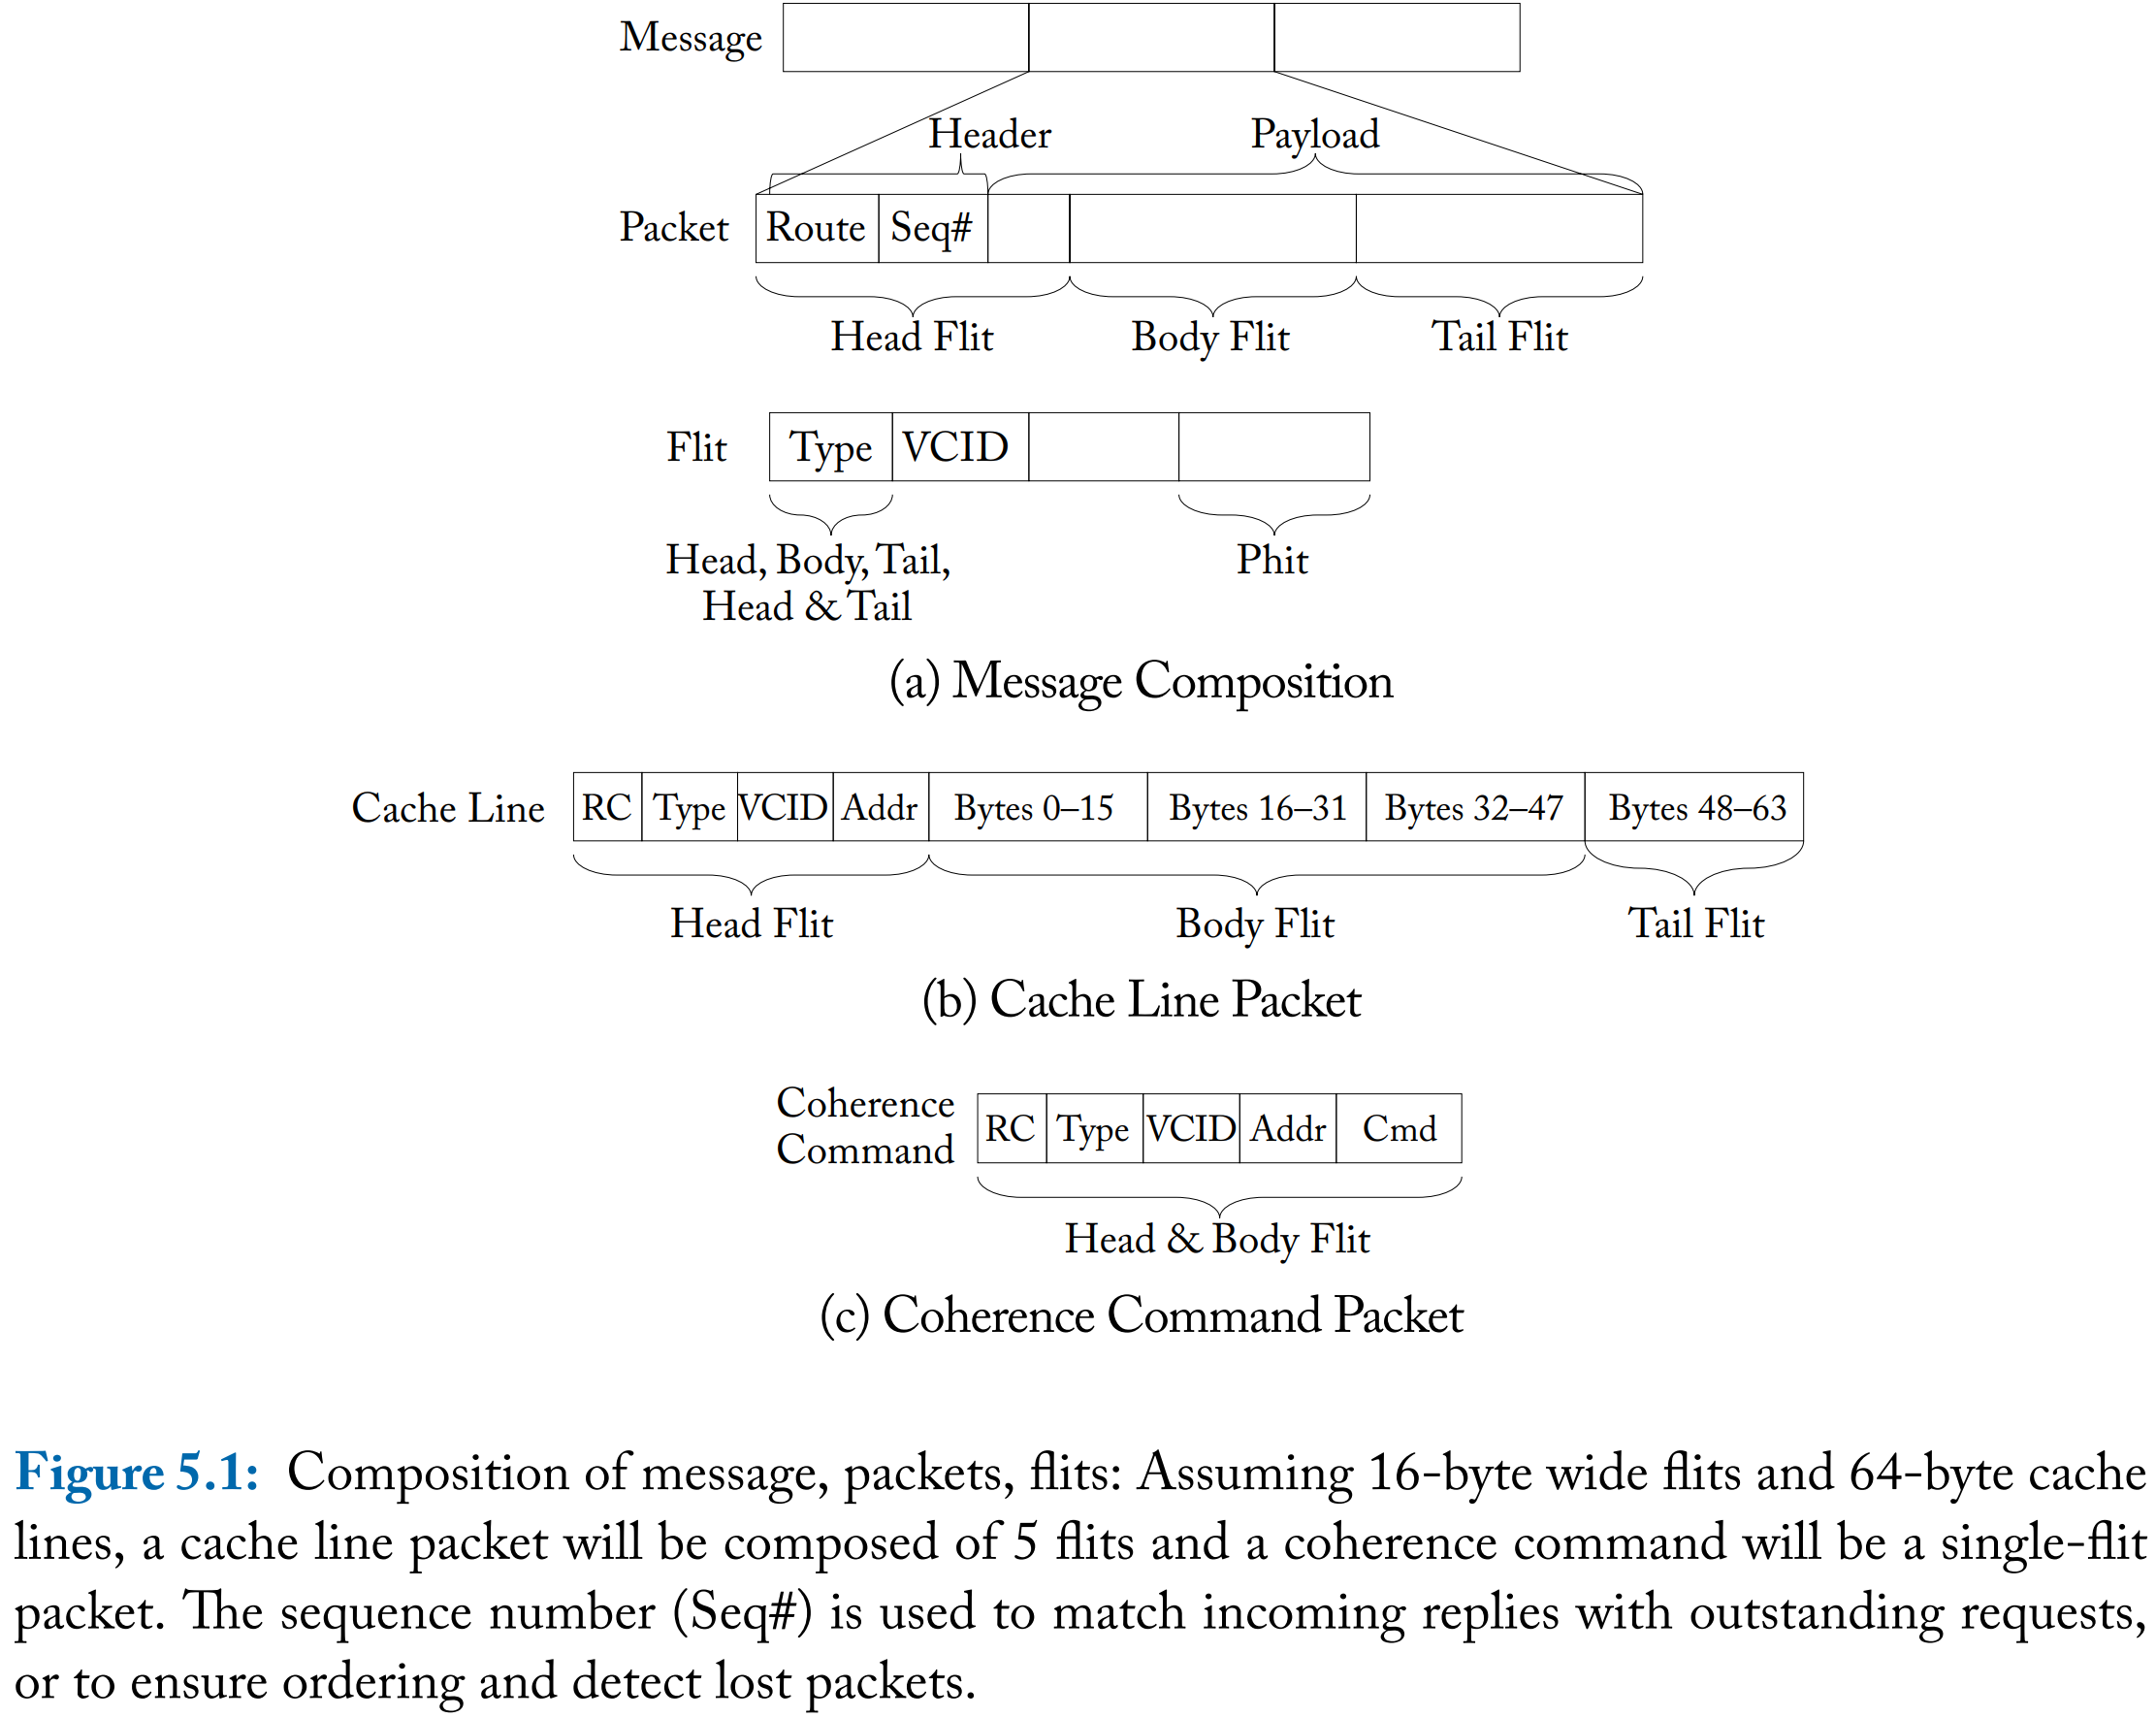 Message
Header Payload
Packet Route Seq#
Head Flit Body Flit Tail Flit
Flit Type VCID
Head, Body, Tail, Phit
Head & Tail
(a) Message Composition
Cache Line RC Type VCID Addr Bytes 0–15 Bytes 16–31 Bytes 32–47 Bytes 48–63
Head Flit Body Flit Tail Flit
(b) Cache Line Packet
Coherence
Command RC Type VCID Addr Cmd
Head & Body Flit
(c) Coherence Command Packet
Figure 5.1: Composition of message, packets, flits: Assuming 16-byte wide flits and 64-byte cache
lines, a cache line packet will be composed of 5 flits and a coherence command will be a single-flit
packet. The sequence number (Seq#) is used to match incoming replies with outstanding requests,
or to ensure ordering and detect lost packets.